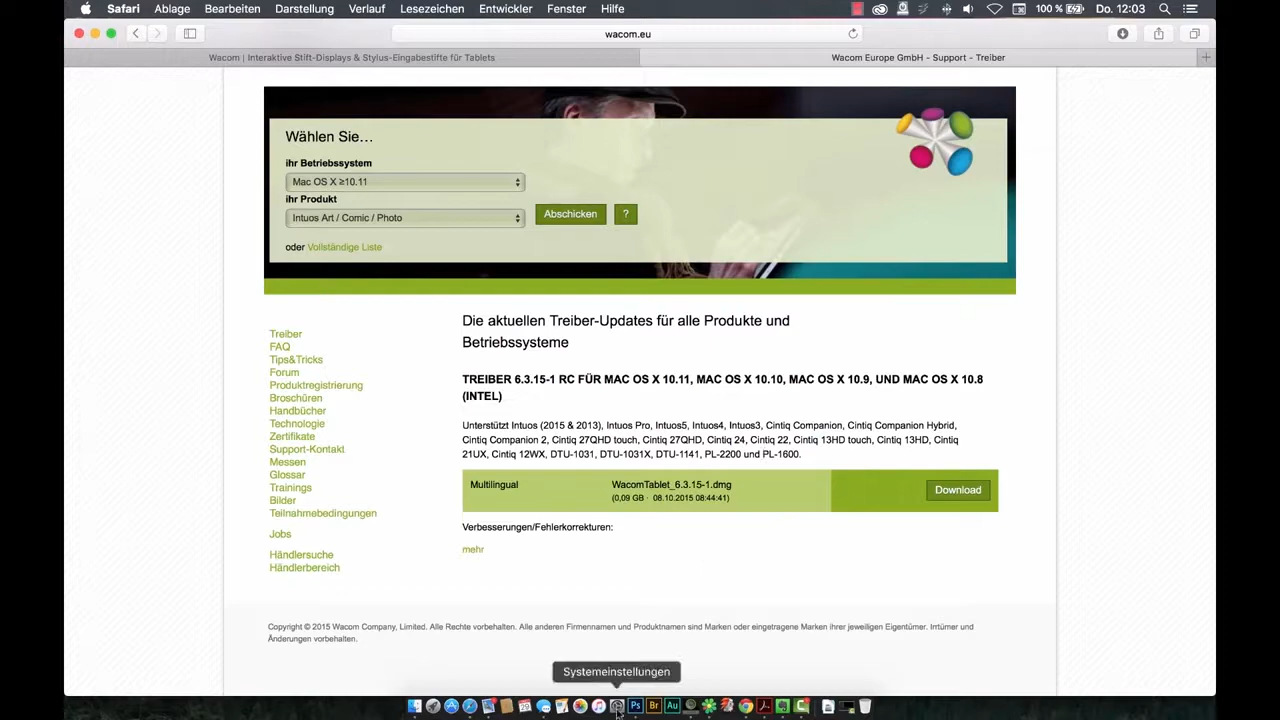 Safari Ablage Bearbeiten Darstellung Verlauf Lesezeichen Entwickler Fenster Hilfe 100 % Do. 12:03
wacom.eu
Wacom | Interaktive Stift-Displays & Stylus-Eingabestifte für Tablets
Wacom Europe GmbH - Support - Treiber
Wählen Sie…
ihr Betriebssystem
Mac OS X ≥10.11
ihr Produkt
Intuos Art / Comic / Photo
Abschicken ?
oder Vollständige Liste
Treiber
FAQ
Tips&Tricks
Forum
Produktregistrierung
Broschüren
Handbücher
Technologie
Zertifikate
Support-Kontakt
Messen
Glossar
Trainings
Bilder
Teilnahmebedingungen
Jobs
Händlersuche
Händlerbereich
Die aktuellen Treiber-Updates für alle Produkte und
Betriebssysteme
TREIBER 6.3.15-1 RC FÜR MAC OS X 10.11, MAC OS X 10.10, MAC OS X 10.9, UND MAC OS X 10.8
(INTEL)
Unterstützt Intuos (2015 & 2013), Intuos Pro, Intuos5, Intuos4, Intuos3, Cintiq Companion, Cintiq Companion Hybrid,
Cintiq Companion 2, Cintiq 27QHD touch, Cintiq 27QHD, Cintiq 24, Cintiq 22, Cintiq 13HD touch, Cintiq 13HD, Cintiq
21UX, Cintiq 12WX, DTU-1031, DTU-1031X, DTU-1141, PL-2200 und PL-1600.
Multilingual WacomTablet_6.3.15-1.dmg Download
(0,09 GB · 08.10.2015 08:44:41)
Verbesserungen/Fehlerkorrekturen:
mehr
Copyright © 2015 Wacom Company, Limited. Alle Rechte vorbehalten. Alle anderen Firmennamen und Produktnamen sind Marken oder eingetragene Marken ihrer jeweiligen Eigentümer. Irrtümer und
Änderungen vorbehalten.
Systemeinstellungen
Ps Br Au